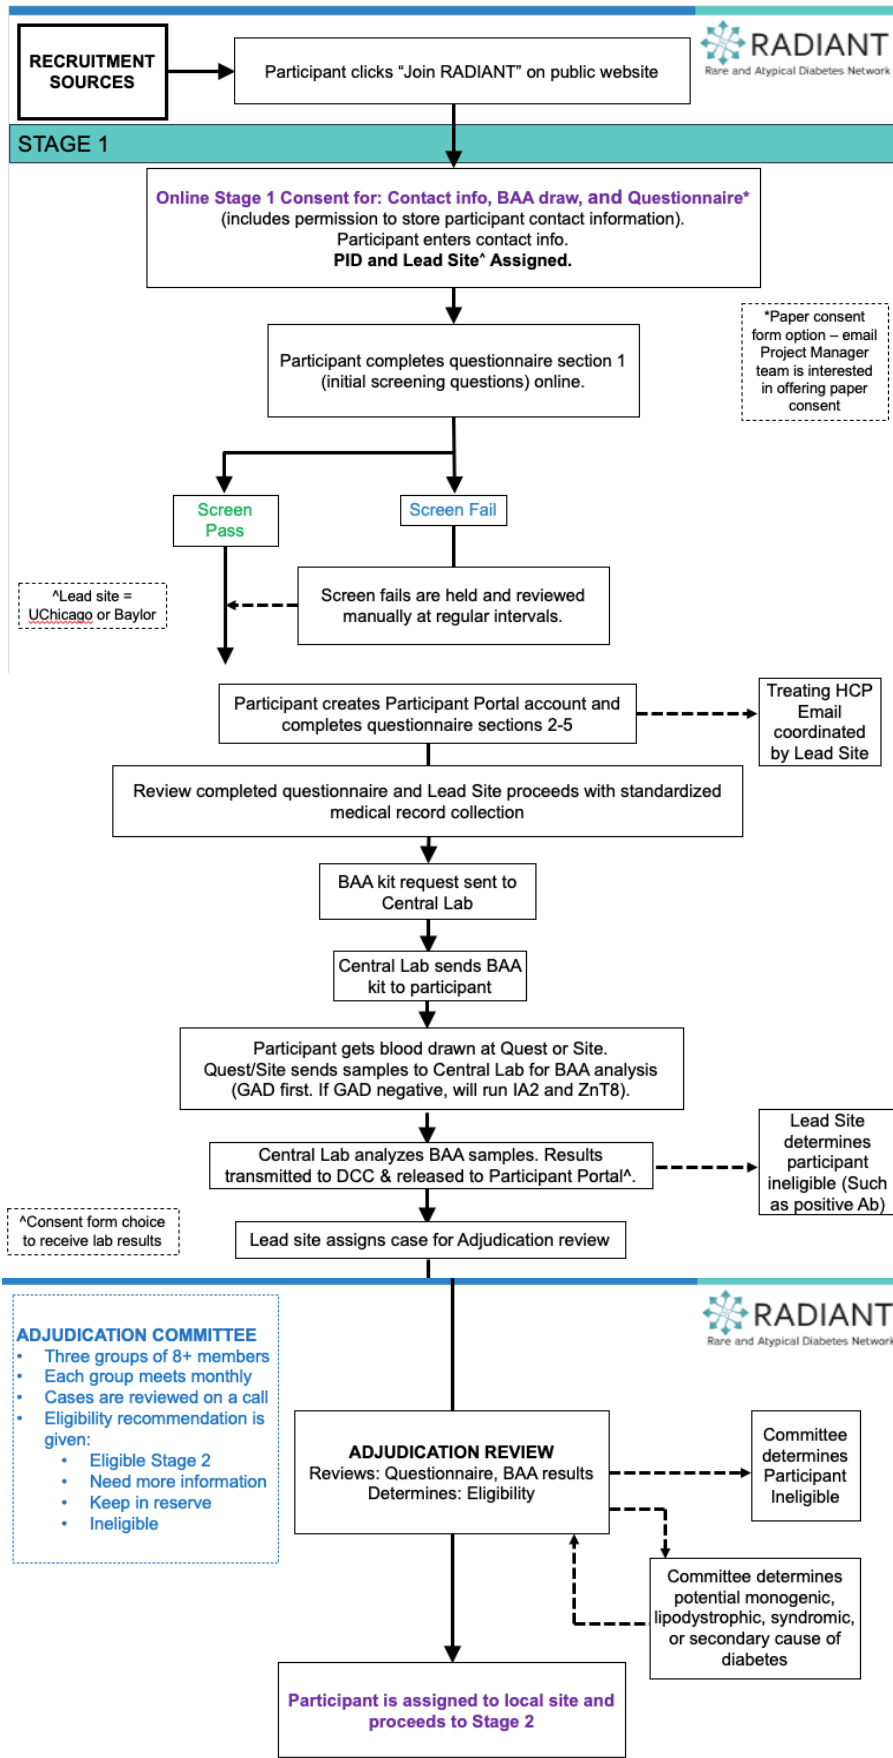 RECRUITMENT
SOURCES
Participant clicks “Join RADIANT” on public website
RADIANT
Rare and Atypical Diabetes Network
STAGE 1
Online Stage 1 Consent for: Contact info, BAA draw, and Questionnaire*
(includes permission to store participant contact information).
Participant enters contact info.
PID and Lead Site^ Assigned.
*Paper consent
form option – email
Project Manager
team is interested
in offering paper
consent
Participant completes questionnaire section 1
(initial screening questions) online.
Screen
Pass
Screen Fail
^Lead site =
UChicago or Baylor
Screen fails are held and reviewed
manually at regular intervals.
Participant creates Participant Portal account and
completes questionnaire sections 2-5
Treating HCP
Email
coordinated
by Lead Site
Review completed questionnaire and Lead Site proceeds with standardized
medical record collection
BAA kit request sent to
Central Lab
Central Lab sends BAA
kit to participant
Participant gets blood drawn at Quest or Site.
Quest/Site sends samples to Central Lab for BAA analysis
(GAD first. If GAD negative, will run IA2 and ZnT8).
Central Lab analyzes BAA samples. Results
transmitted to DCC & released to Participant Portal^.
Lead Site
determines
participant
ineligible (Such
as positive Ab)
^Consent form choice
to receive lab results
Lead site assigns case for Adjudication review
RADIANT
Rare and Atypical Diabetes Network
ADJUDICATION COMMITTEE
• Three groups of 8+ members
• Each group meets monthly
• Cases are reviewed on a call
• Eligibility recommendation is
given:
• Eligible Stage 2
• Need more information
• Keep in reserve
• Ineligible
ADJUDICATION REVIEW
Reviews: Questionnaire, BAA results
Determines: Eligibility
Committee
determines
Participant
Ineligible
Committee determines
potential monogenic,
lipodystrophic, syndromic,
or secondary cause of
diabetes
Participant is assigned to local site and
proceeds to Stage 2